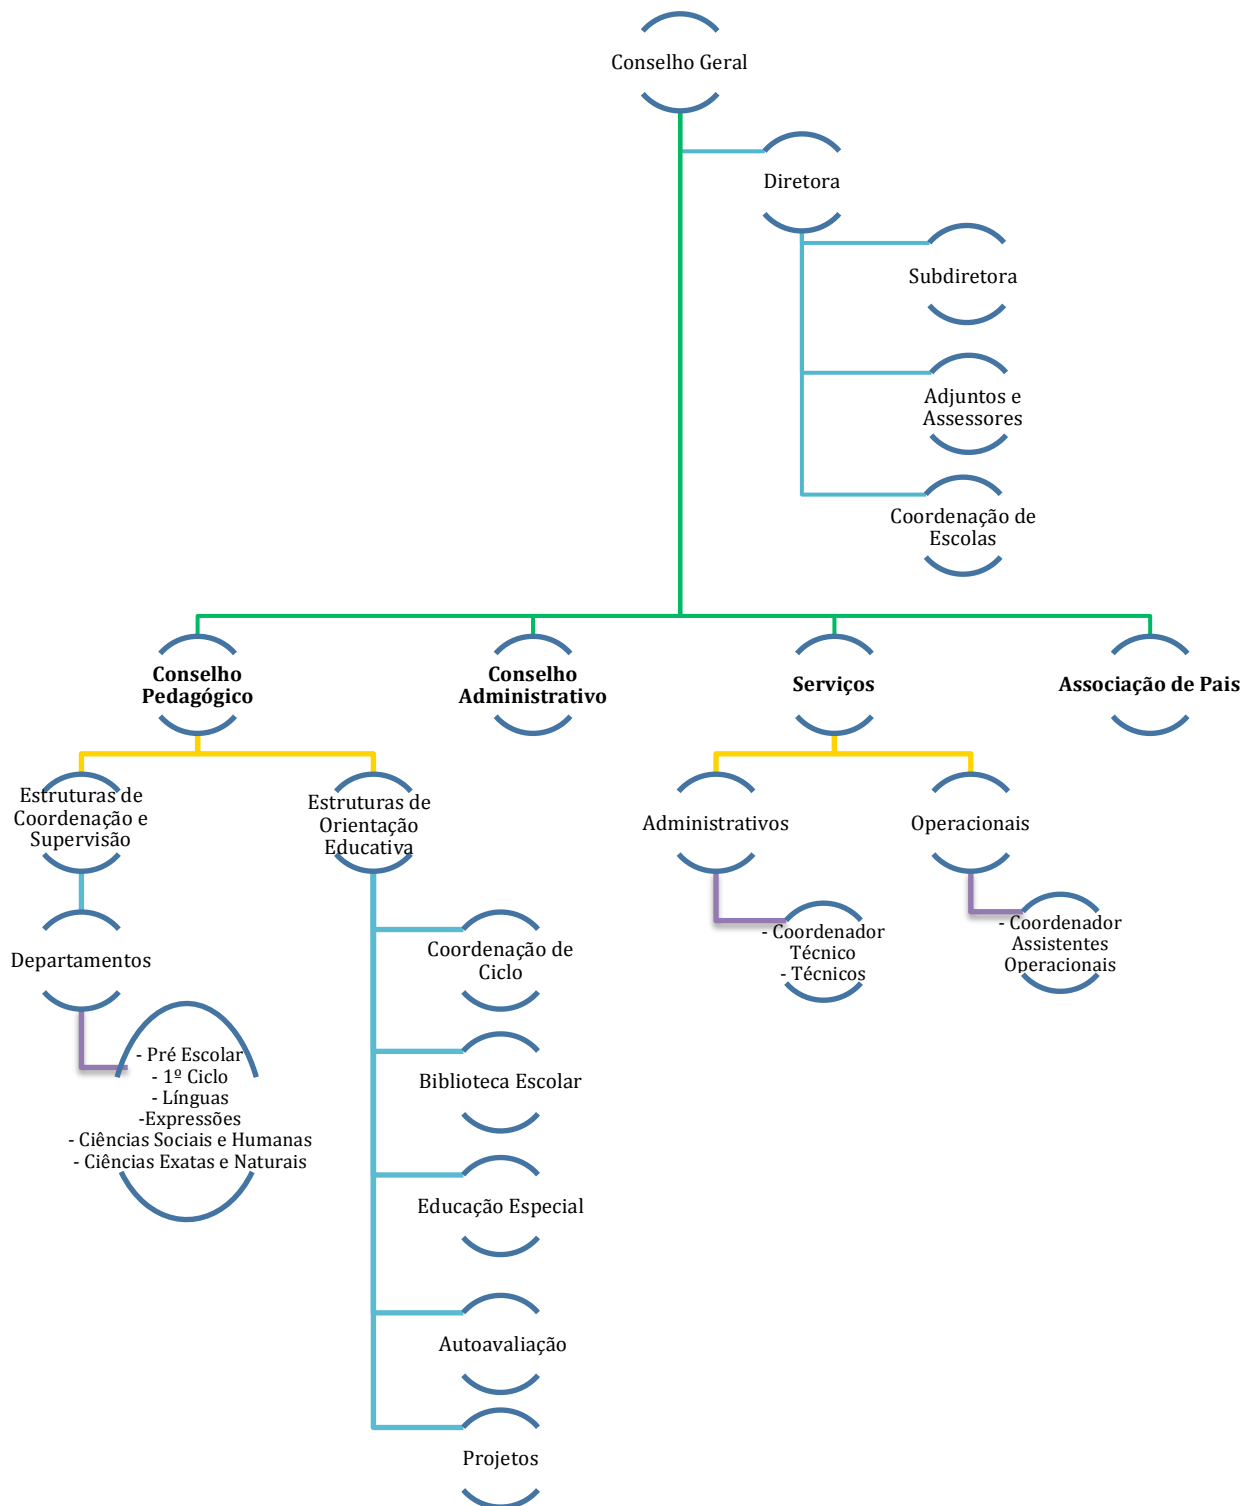 Conselho Geral
Diretora
Subdiretora
Adjuntos e
Assessores
Coordenação de
Escolas
Conselho
Pedagógico
Conselho
Administrativo
Serviços
Associação de Pais
Estruturas de
Coordenação e
Supervisão
Estruturas de
Orientação
Educativa
Administrativos
Operacionais
- Coordenador
Técnico
- Técnicos
- Coordenador
Assistentes
Operacionais
Departamentos
- Pré Escolar
- 1º Ciclo
- Línguas
-Expressões
- Ciências Sociais e Humanas
- Ciências Exatas e Naturais
Coordenação de
Ciclo
Biblioteca Escolar
Educação Especial
Autoavaliação
Projetos